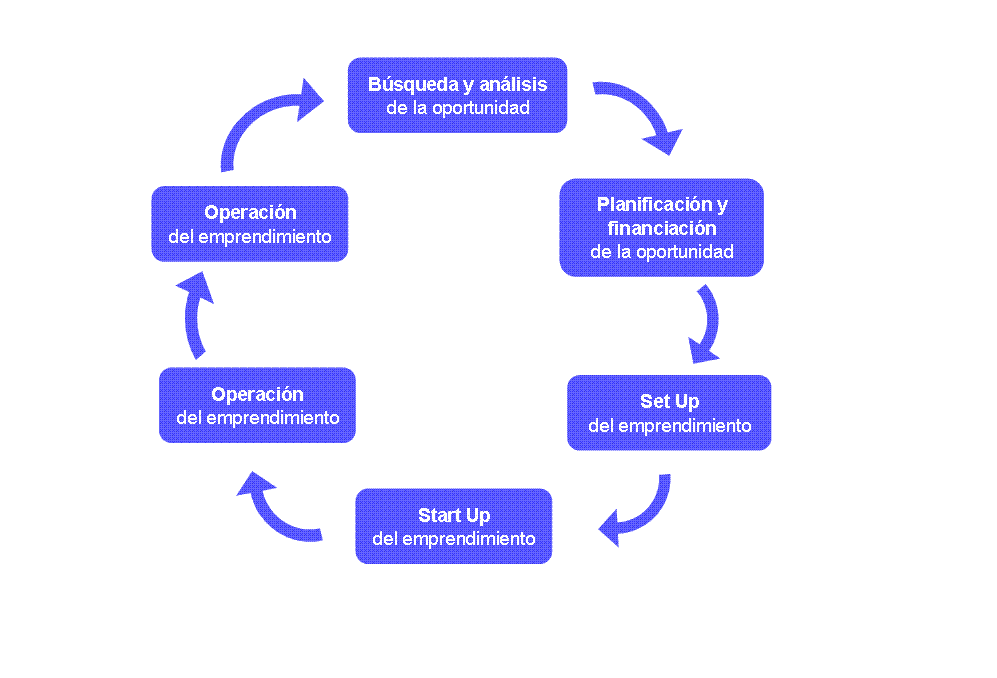 Búsqueda y análisis
de la oportunidad
Planificación y
financiación
de la oportunidad
Set Up
del emprendimiento
Start Up
del emprendimiento
Operación
del emprendimiento
Operación
del emprendimiento